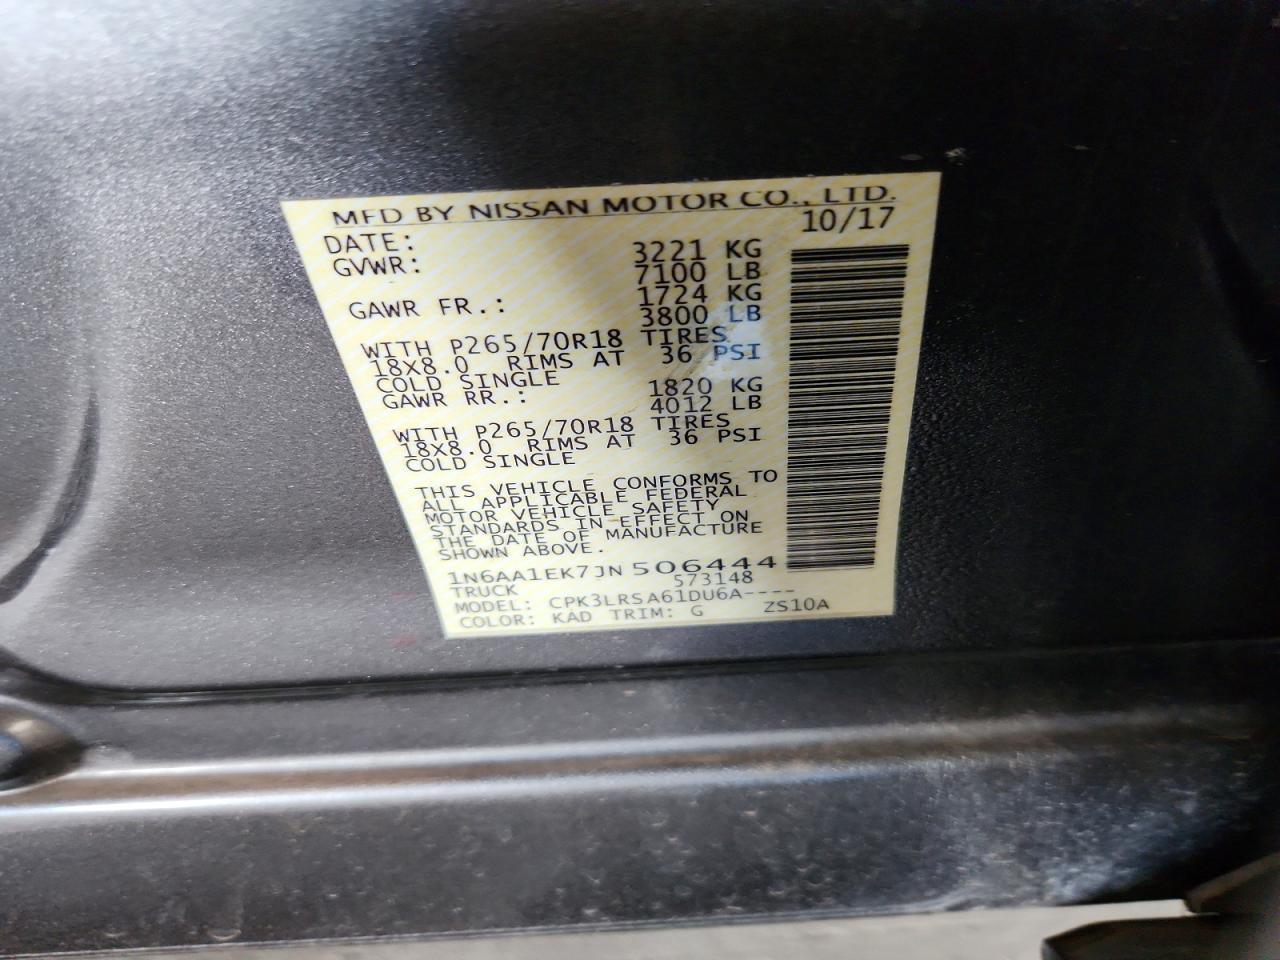 MFD BY NISSAN MOTOR CO., LTD.
DATE: 10/17
GVWR: 3221 KG
7100 LB
GAWR FR.: 1724 KG
3800 LB
WITH P265/70R18 TIRES
18X8.0 RIMS AT 36 PSI
COLD SINGLE
GAWR RR.: 1820 KG
4012 LB
WITH P265/70R18 TIRES
18X8.0 RIMS AT 36 PSI
COLD SINGLE
THIS VEHICLE CONFORMS TO
ALL APPLICABLE FEDERAL
MOTOR VEHICLE SAFETY
STANDARDS IN EFFECT ON
THE DATE OF MANUFACTURE
SHOWN ABOVE.
1N6AA1EK7JN506444
TRUCK 573148
MODEL: CPK3LRSA61DU6A----
COLOR: KAD TRIM: G ZS10A